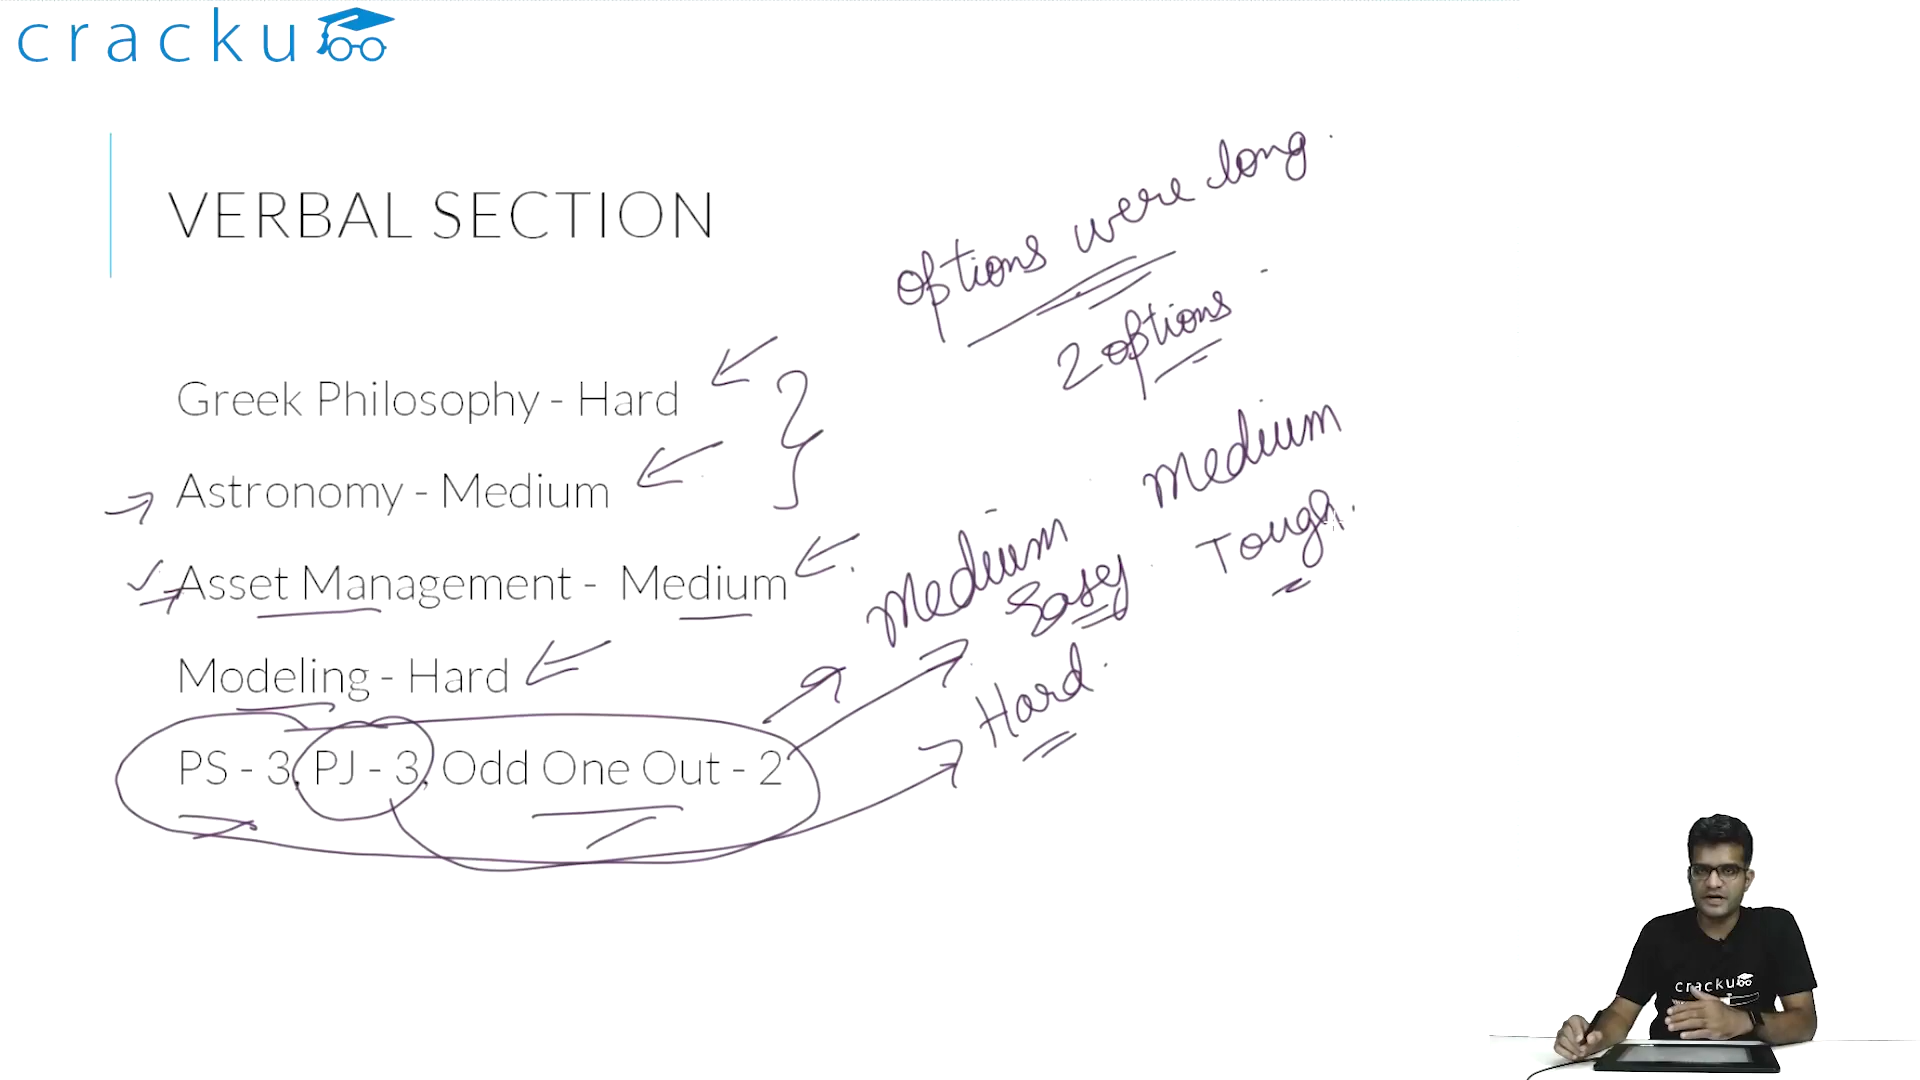 cracku
VERBAL SECTION
options were long.
2 options
Greek Philosophy - Hard
Astronomy - Medium
Asset Management - Medium
Modeling - Hard
PS - 3, PJ - 3, Odd One Out - 2
Medium
Easy
Hard.
Medium
Tough.
cracku